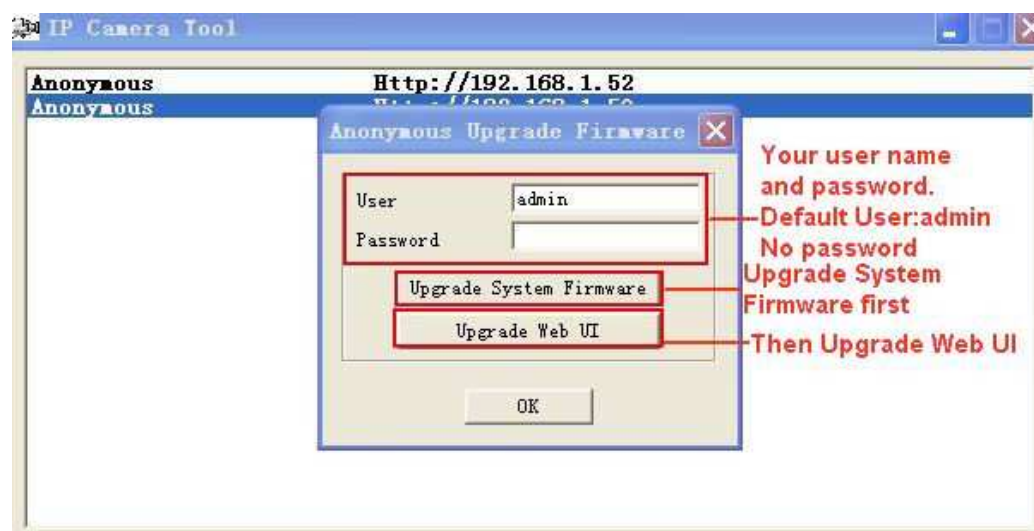 IP Camera Tool
Anonymous Http://192.168.1.52
Anonymous
Anonymous Upgrade Firmware
User admin
Password
Upgrade System Firmware
Upgrade Web UI
OK
Your user name
and password.
Default User:admin
No password
Upgrade System
Firmware first
Then Upgrade Web UI